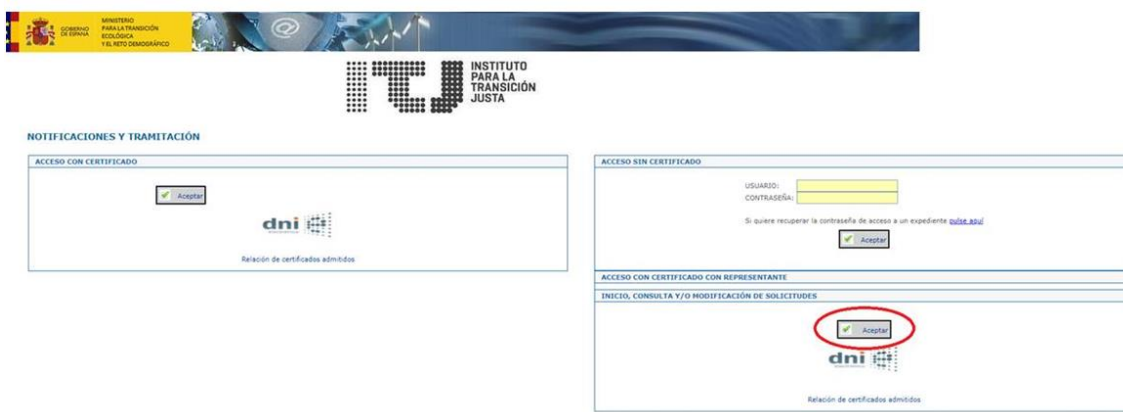 GOBIERNO
DE ESPAÑA
MINISTERIO
PARA LA TRANSICIÓN
ECOLÓGICA
Y EL RETO DEMOGRÁFICO
@
ITJ
INSTITUTO
PARA LA
TRANSICIÓN
JUSTA
NOTIFICACIONES Y TRAMITACIÓN
ACCESO CON CERTIFICADO
Aceptar
dni e
Relación de certificados admitidos
ACCESO SIN CERTIFICADO
USUARIO:
CONTRASEÑA:
Si quiere recuperar la contraseña de acceso a un expediente pulse aquí
Aceptar
ACCESO CON CERTIFICADO CON REPRESENTANTE
INICIO, CONSULTA Y/O MODIFICACIÓN DE SOLICITUDES
Aceptar
dni e
Relación de certificados admitidos